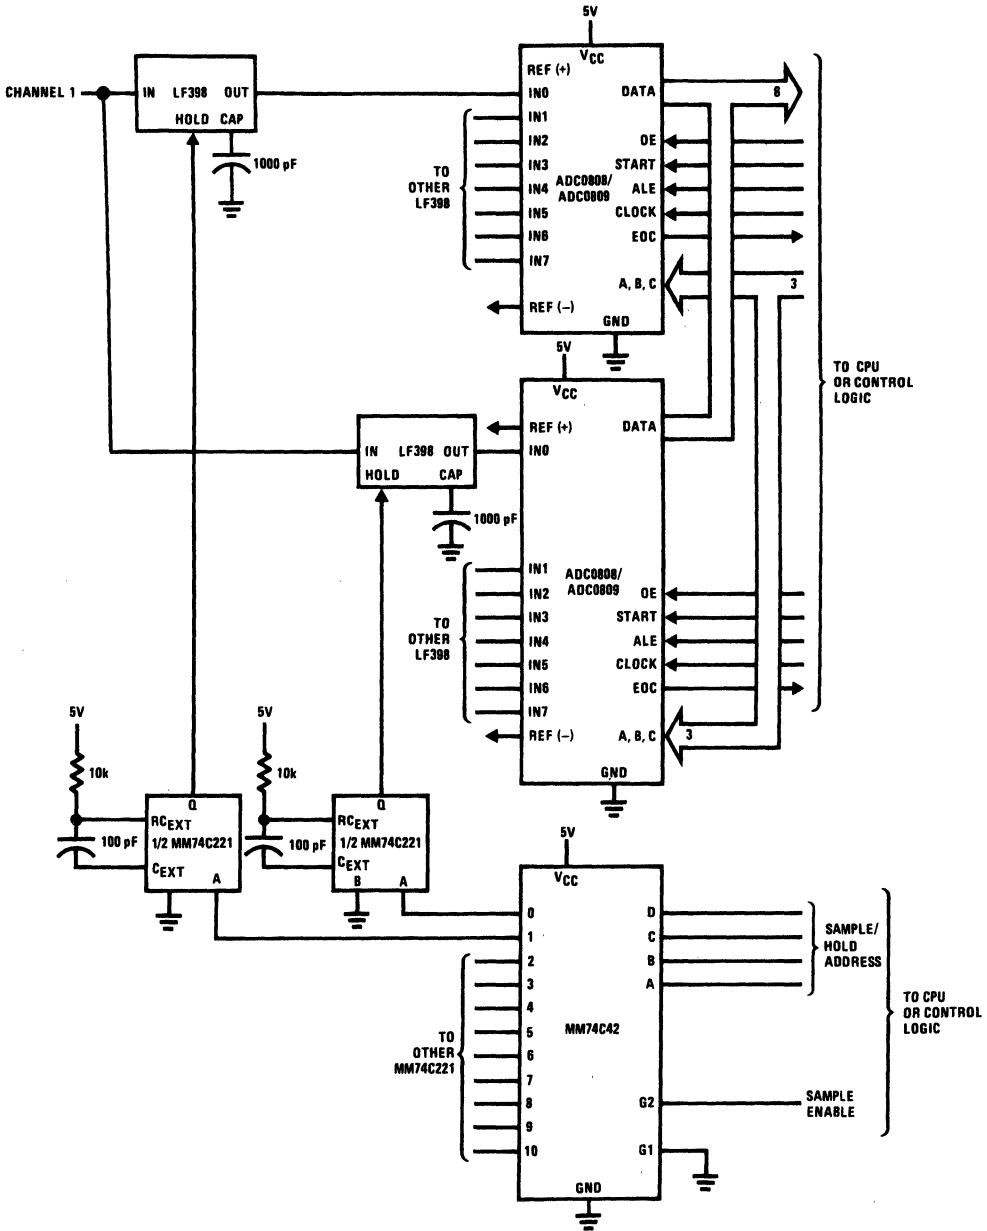 5V
VCC
REF (+)
CHANNEL 1
IN LF398 OUT
HOLD CAP
1000 pF
IN0
IN1
IN2
IN3
IN4
IN5
IN6
IN7
REF (−)
TO
OTHER
LF398
ADC0808/
ADC0809
DATA
8
OE
START
ALE
CLOCK
EOC
A, B, C
3
GND
TO CPU
OR CONTROL
LOGIC
5V
VCC
REF (+)
DATA
IN0
IN LF398 OUT
HOLD CAP
1000 pF
IN1
IN2
IN3
IN4
IN5
IN6
IN7
REF (−)
TO
OTHER
LF398
ADC0808/
ADC0809
OE
START
ALE
CLOCK
EOC
A, B, C
3
GND
5V
10k
Q
RCEXT
100 pF
1/2 MM74C221
CEXT
A
5V
10k
Q
RCEXT
100 pF
1/2 MM74C221
CEXT
B A
5V
VCC
0
1
2
3
4
5
6
7
8
9
10
TO
OTHER
MM74C221
MM74C42
D
C
B
A
SAMPLE/
HOLD
ADDRESS
TO CPU
OR CONTROL
LOGIC
G2
SAMPLE
ENABLE
G1
GND